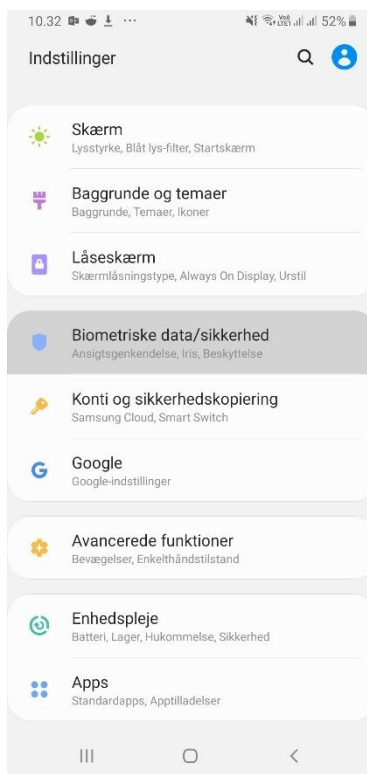 10.32 52%
Indstillinger
Skærm
Lysstyrke, Blåt lys-filter, Startskærm
Baggrunde og temaer
Baggrunde, Temaer, Ikoner
Låseskærm
Skærmlåsningstype, Always On Display, Urstil
Biometriske data/sikkerhed
Ansigtsgenkendelse, Iris, Beskyttelse
Konti og sikkerhedskopiering
Samsung Cloud, Smart Switch
Google
Google-indstillinger
Avancerede funktioner
Bevægelser, Enkelthåndstilstand
Enhedspleje
Batteri, Lager, Hukommelse, Sikkerhed
Apps
Standardapps, Apptilladelser